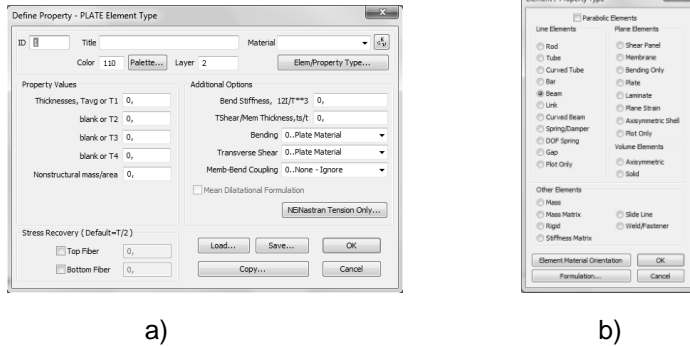 Define Property - PLATE Element Type
ID 1 Title Material
Color 110 Palette... Layer 2 Elem/Property Type...
Property Values
Thicknesses, Tavg or T1 0,
blank or T2 0,
blank or T3 0,
blank or T4 0,
Nonstructural mass/area 0,
Additional Options
Bend Stiffness, 12I/T**3 0,
TShear/Mem Thickness,ts/t 0,
Bending 0..Plate Material
Transverse Shear 0..Plate Material
Memb-Bend Coupling 0..None - Ignore
Mean Dilatational Formulation
NEiNastran Tension Only...
Stress Recovery ( Default=T/2 )
Top Fiber 0,
Bottom Fiber 0,
Load... Save... OK
Copy... Cancel
a)
Parabolic Elements
Line Elements
Rod
Tube
Curved Tube
Bar
Beam
Link
Curved Beam
Spring/Damper
DOF Spring
Gap
Plot Only
Plane Elements
Shear Panel
Membrane
Bending Only
Plate
Laminate
Plane Strain
Axisymmetric Shell
Plot Only
Volume Elements
Axisymmetric
Solid
Other Elements
Mass
Mass Matrix
Rigid
Stiffness Matrix
Slide Line
Weld/Fastener
Element Material Orientation OK
Formulation... Cancel
b)